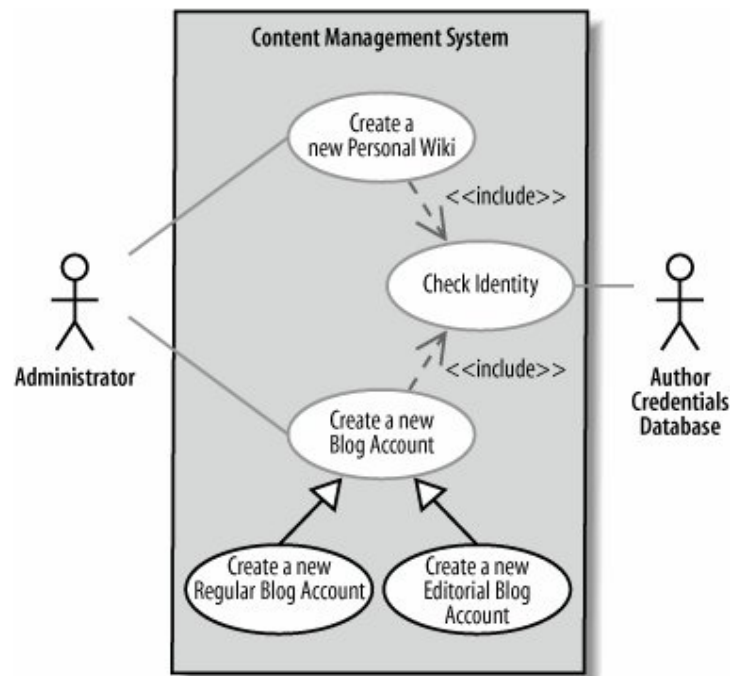 Content Management System
Create a
new Personal Wiki
<<include>>
Check Identity
Administrator
<<include>>
Author
Credentials
Database
Create a new
Blog Account
Create a new
Regular Blog Account
Create a new
Editorial Blog
Account